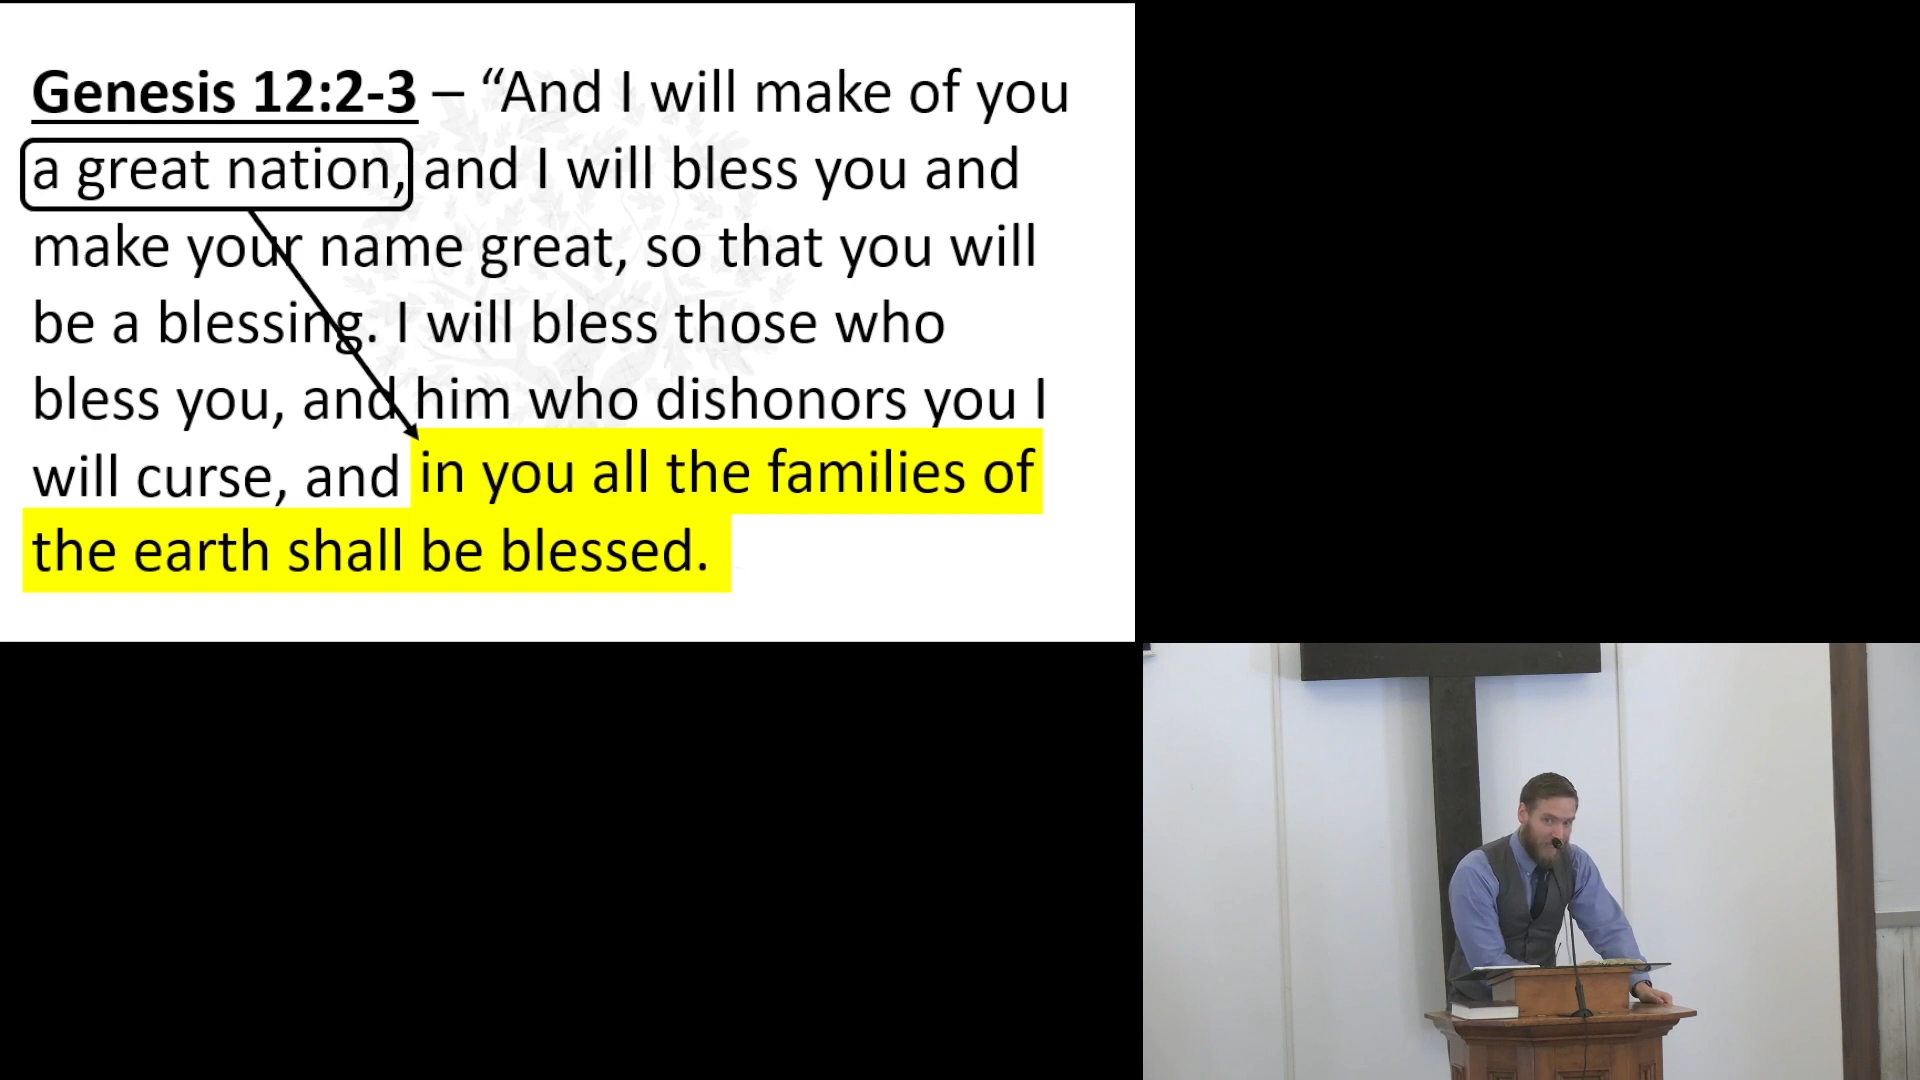 Genesis 12:2-3 – “And I will make of you
a great nation, and I will bless you and
make your name great, so that you will
be a blessing. I will bless those who
bless you, and him who dishonors you I
will curse, and in you all the families of
the earth shall be blessed.